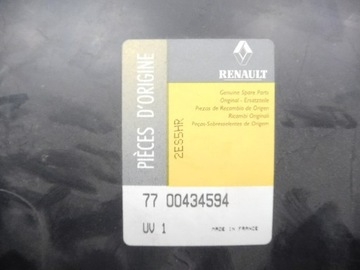 RENAULT
PIÈCES D'ORIGINE
2ES5HR
Genuine Spare Parts
Original - Ersatzteile
Piezas de Recambio de Origen
Ricambi Originali
Peças-Sobresselentes de Origem
77 00434594
UV 1
MADE IN FRANCE